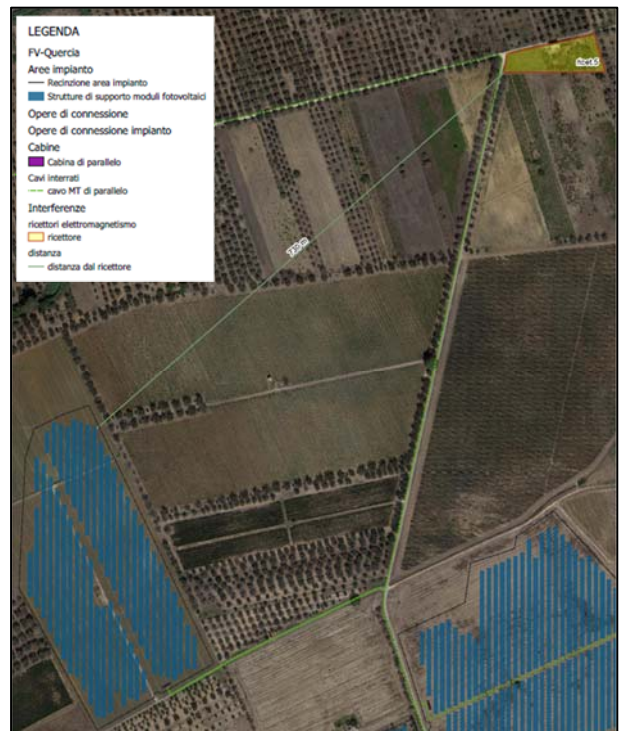 LEGENDA
FV-Quercia
Aree impianto
Recinzione area impianto
Strutture di supporto moduli fotovoltaici
Opere di connessione
Opere di connessione impianto
Cabine
Cabina di parallelo
Cavi interrati
cavo MT di parallelo
Interferenze
ricettori elettromagnetismo
ricettore
distanza
distanza dal ricettore
730 m